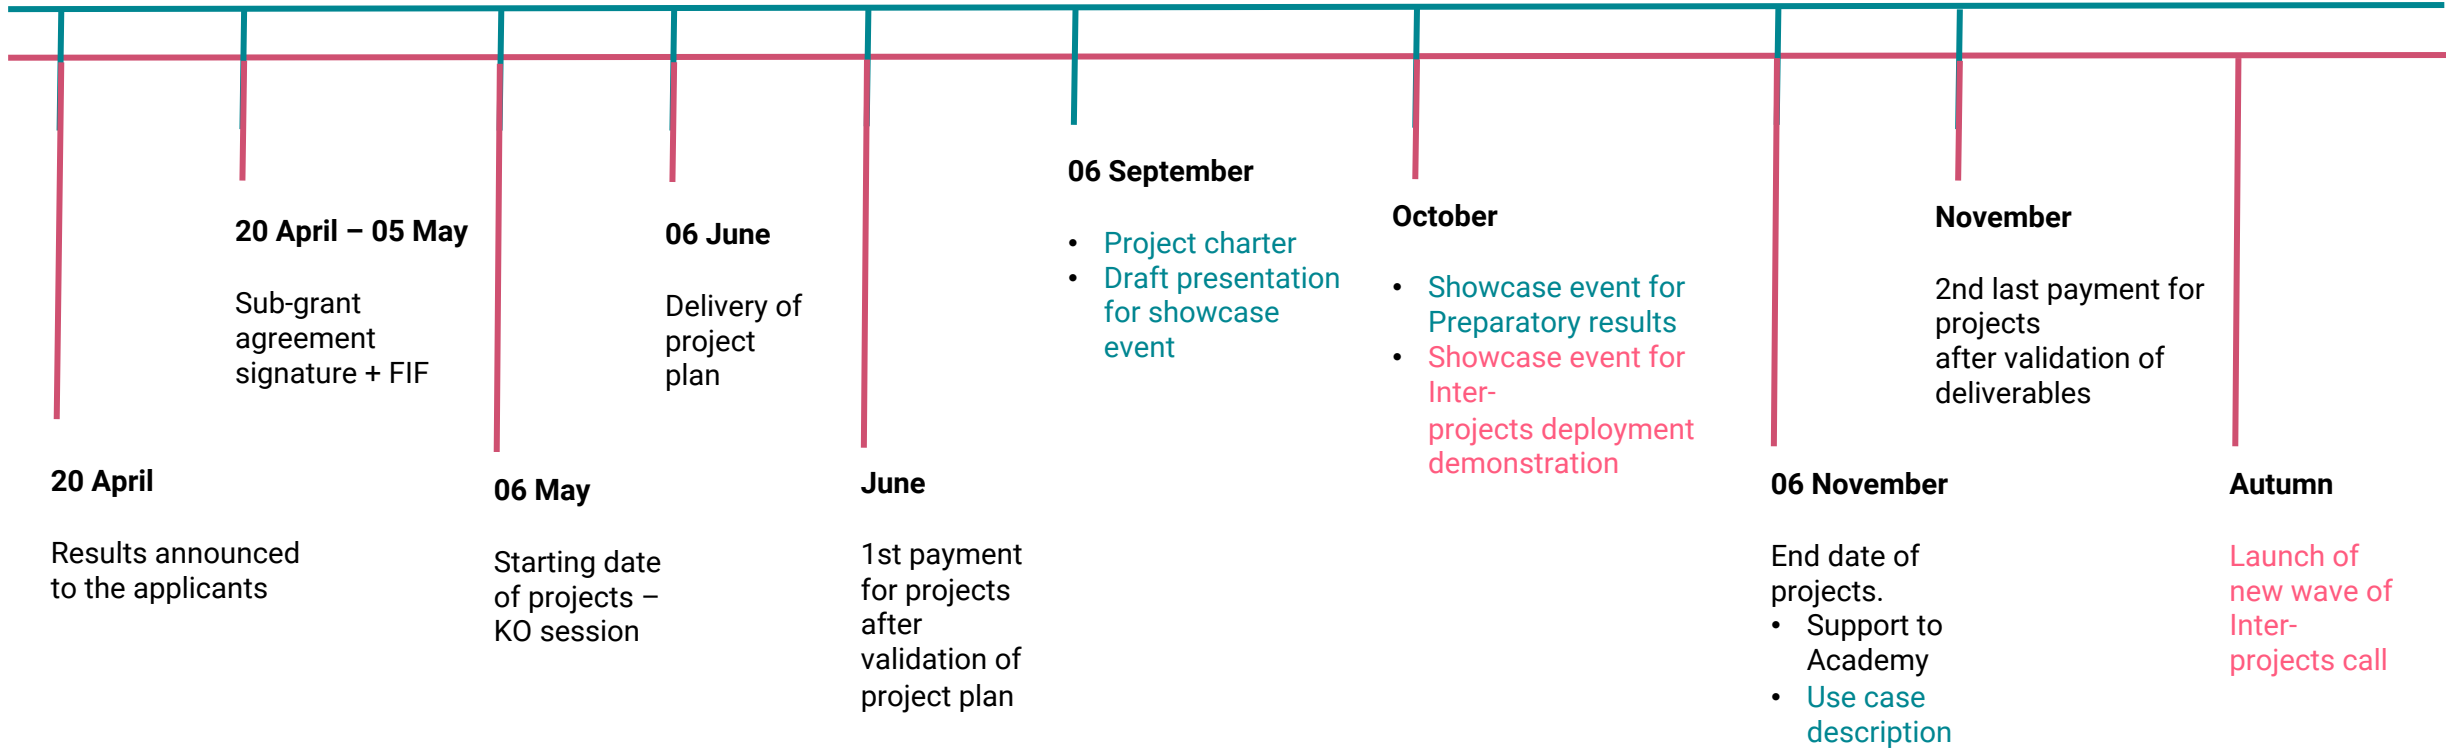 20 April
Results announced
to the applicants
20 April – 05 May
Sub-grant
agreement
signature + FIF
06 May
Starting date
of projects –
KO session
06 June
Delivery of
project
plan
June
1st payment
for projects
after
validation of
project plan
06 September
• Project charter
• Draft presentation
for showcase
event
October
• Showcase event for
Preparatory results
• Showcase event for
Inter-
projects deployment
demonstration
06 November
End date of
projects.
• Support to
Academy
• Use case
description
November
2nd last payment for
projects
after validation of
deliverables
Autumn
Launch of
new wave of
Inter-
projects call